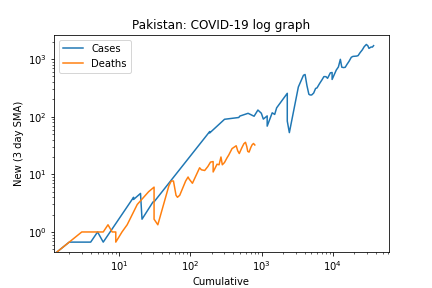 Pakistan: COVID-19 log graph
Cases
Deaths
New (3 day SMA)
10³
10²
10¹
10⁰
10¹
10²
10³
10⁴
Cumulative